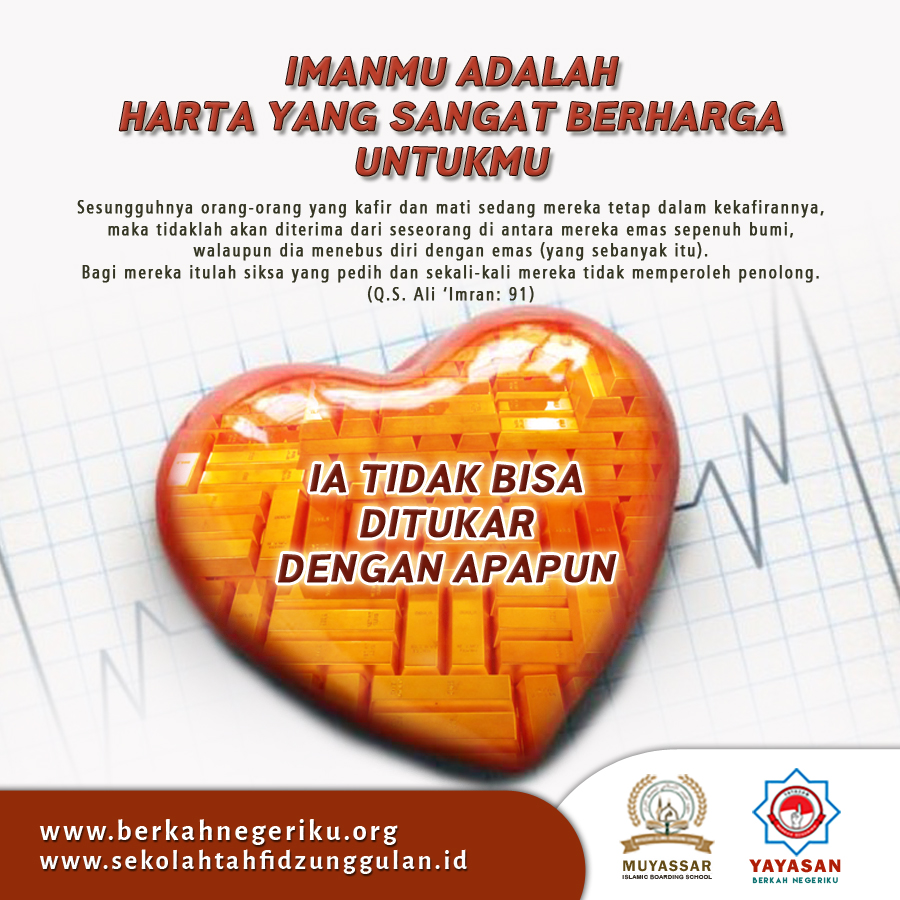 IMANMU ADALAH
HARTA YANG SANGAT BERHARGA
UNTUKMU
Sesungguhnya orang-orang yang kafir dan mati sedang mereka tetap dalam kekafirannya,
maka tidaklah akan diterima dari seseorang di antara mereka emas sepenuh bumi,
walaupun dia menebus diri dengan emas (yang sebanyak itu).
Bagi mereka itulah siksa yang pedih dan sekali-kali mereka tidak memperoleh penolong.
(Q.S. Ali ‘Imran: 91)
IA TIDAK BISA
DITUKAR
DENGAN APAPUN
www.berkahnegeriku.org
www.sekolahtahfidzunggulan.id
MUYASSAR
ISLAMIC BOARDING SCHOOL
YAYASAN
YAYASAN
BERKAH NEGERIKU